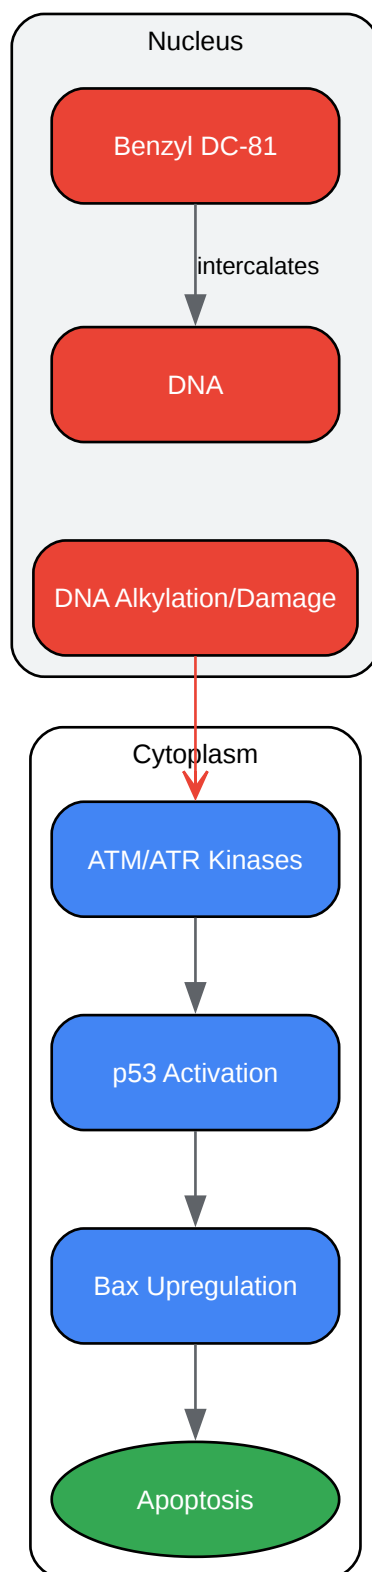 Nucleus
Benzyl DC-81
intercalates
DNA
DNA Alkylation/Damage
Cytoplasm
ATM/ATR Kinases
p53 Activation
Bax Upregulation
Apoptosis